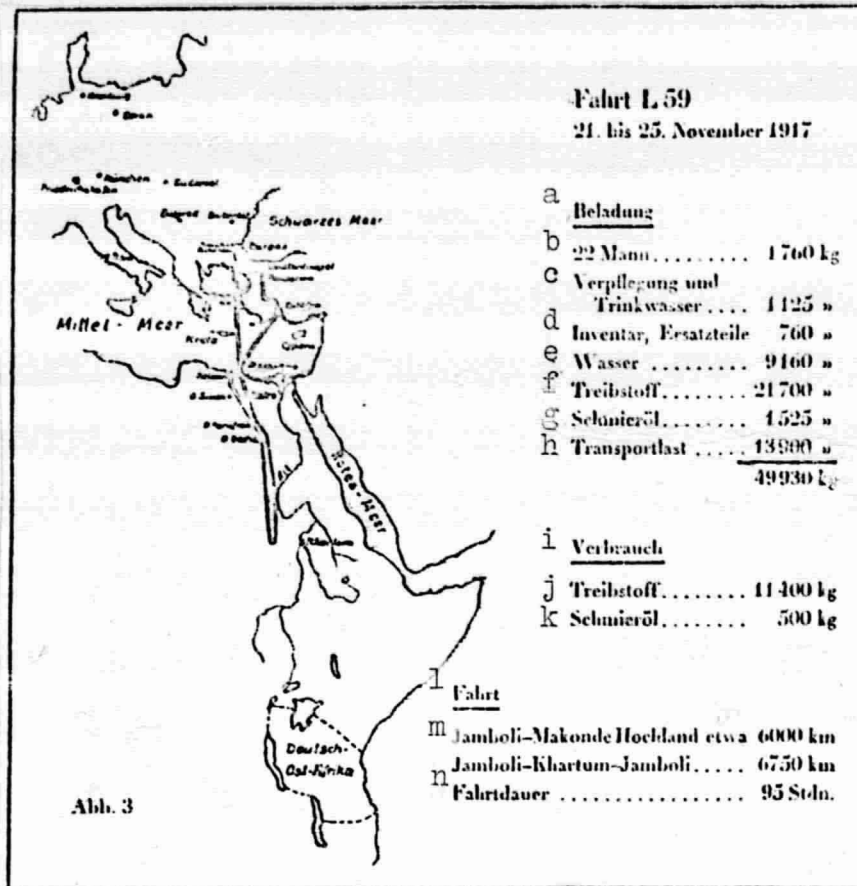 Fahrt L 59
21. bis 25. November 1917
München
Schwarzes Meer
Burgas
Mittel - Meer
Kreta
Nil
Rotes - Meer
Deutsch-
Ost-Afrika
Abb. 3
a Beladung
b 22 Mann ........ 1760 kg
c Verpflegung und
Trinkwasser .... 1125 "
d Inventar, Ersatzteile 760 "
e Wasser ........ 9160 "
f Treibstoff ....... 21700 "
g Schmieröl ....... 1525 "
h Transportlast ..... 13900 "
49930 kg
i Verbrauch
j Treibstoff ........ 11400 kg
k Schmieröl ........ 500 kg
l Fahrt
m Jamboli-Makonde Hochland etwa 6000 km
Jamboli-Khartum-Jamboli ..... 6750 km
n Fahrtdauer .............. 95 Stdn.